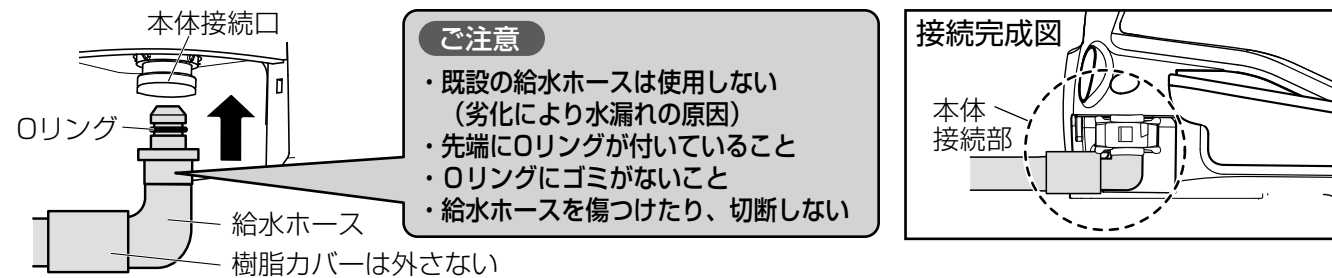 本体接続口
Oリング
給水ホース
樹脂カバーは外さない
ご注意
・既設の給水ホースは使用しない
（劣化により水漏れの原因）
・先端にOリングが付いていること
・Oリングにゴミがないこと
・給水ホースを傷つけたり、切断しない
接続完成図
本体
接続部